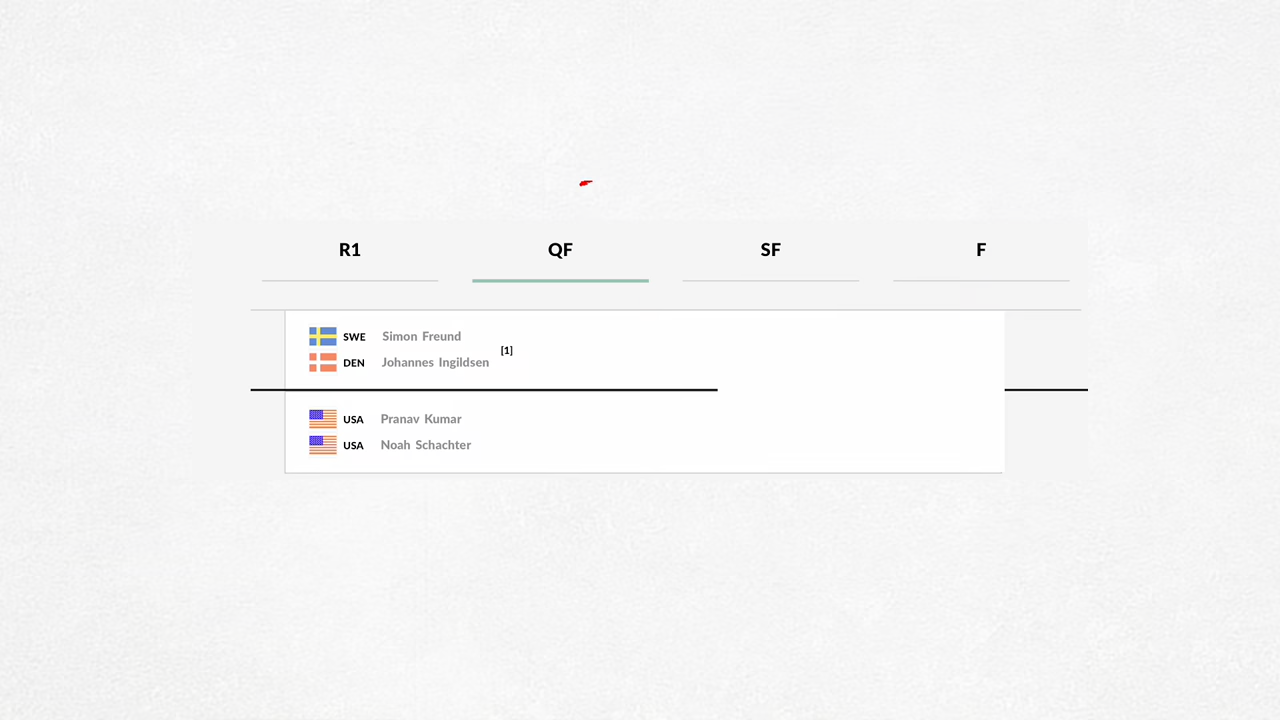 R1 QF SF F
SWE Simon Freund
[1]
DEN Johannes Ingildsen
USA Pranav Kumar
USA Noah Schachter